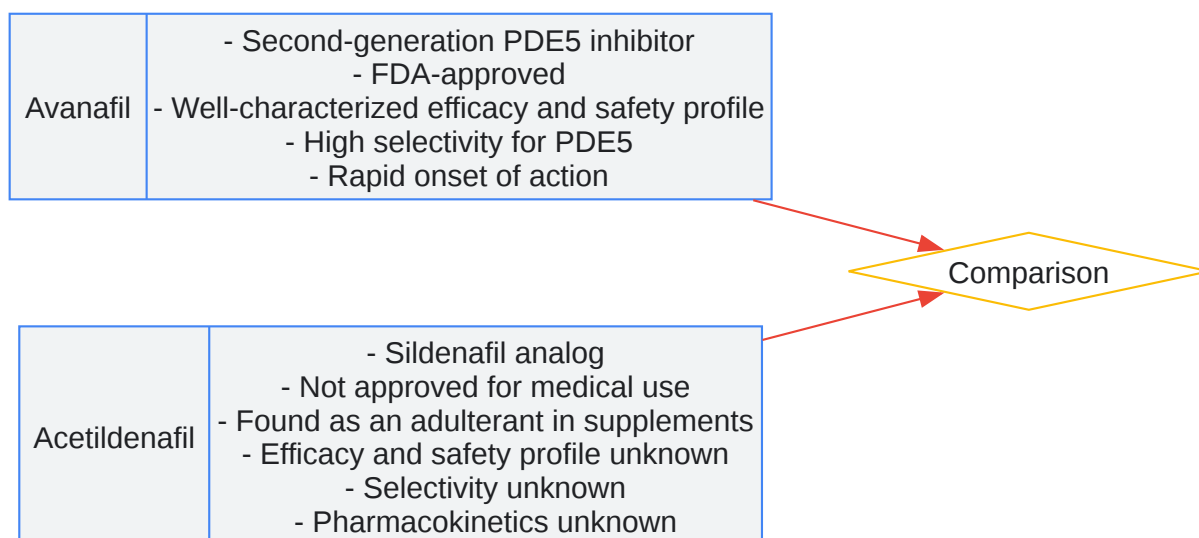 Avanafil
- Second-generation PDE5 inhibitor
- FDA-approved
- Well-characterized efficacy and safety profile
- High selectivity for PDE5
- Rapid onset of action
Comparison
Acetildenafil
- Sildenafil analog
- Not approved for medical use
- Found as an adulterant in supplements
- Efficacy and safety profile unknown
- Selectivity unknown
- Pharmacokinetics unknown